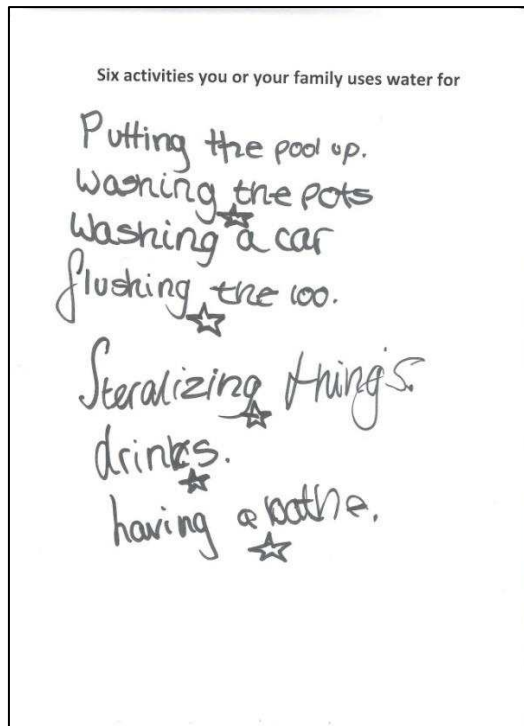 Six activities you or your family uses water for
Putting the pool up.
washing the pots
Washing a car
flushing the loo.
Steralizing things.
drinks.
having a bathe.